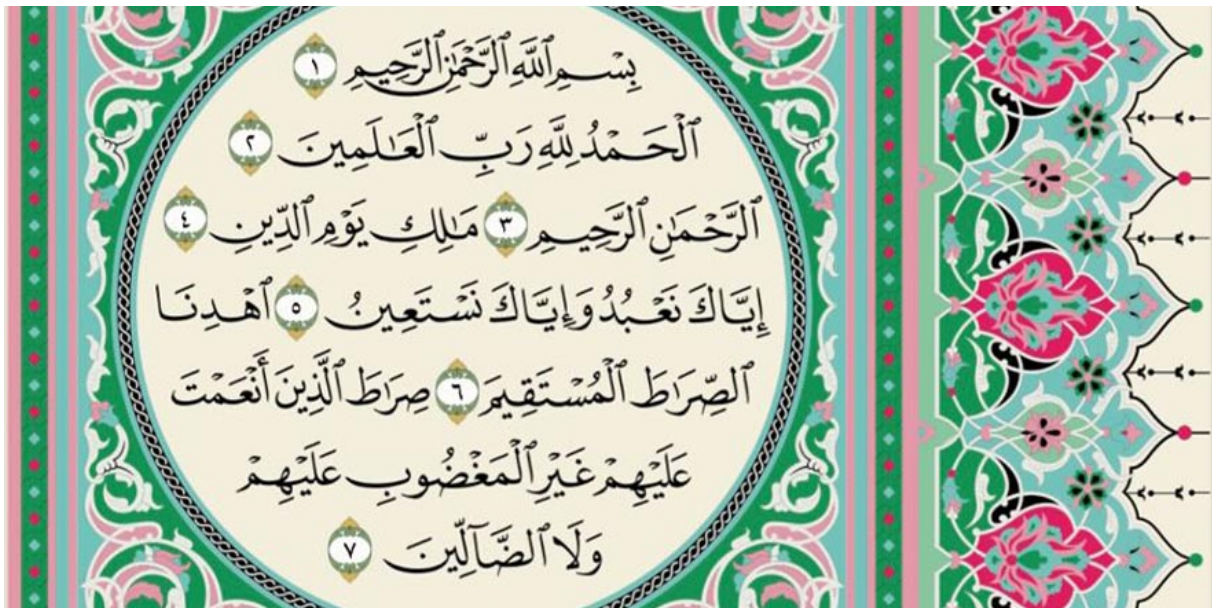 بِسْمِ ٱللَّهِ ٱلرَّحْمَٰنِ ٱلرَّحِيمِ ١
ٱلْحَمْدُ لِلَّهِ رَبِّ ٱلْعَٰلَمِينَ ٢
ٱلرَّحْمَٰنِ ٱلرَّحِيمِ ٣ مَٰلِكِ يَوْمِ ٱلدِّينِ ٤
إِيَّاكَ نَعْبُدُ وَإِيَّاكَ نَسْتَعِينُ ٥ ٱهْدِنَا
ٱلصِّرَٰطَ ٱلْمُسْتَقِيمَ ٦ صِرَٰطَ ٱلَّذِينَ أَنْعَمْتَ
عَلَيْهِمْ غَيْرِ ٱلْمَغْضُوبِ عَلَيْهِمْ
وَلَا ٱلضَّآلِّينَ ٧